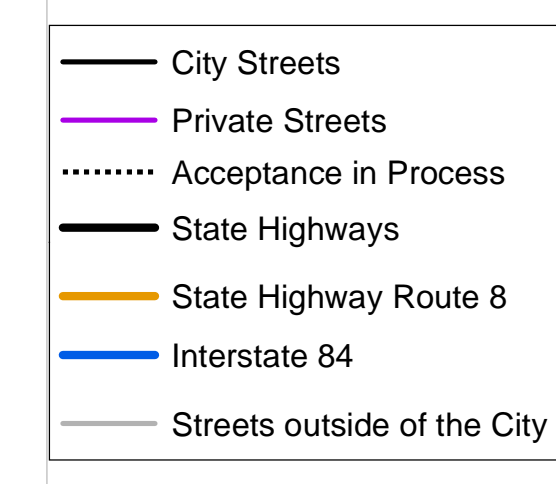 City Streets
Private Streets
Acceptance in Process
State Highways
State Highway Route 8
Interstate 84
Streets outside of the City